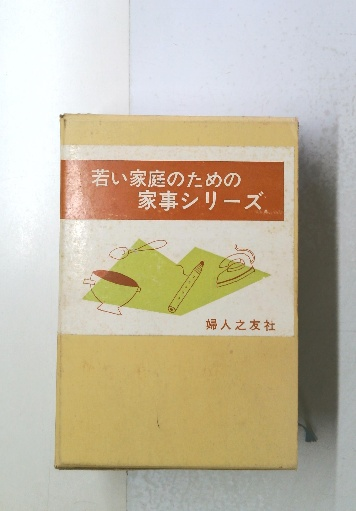 若い家庭のための
家事シリーズ
婦人之友社